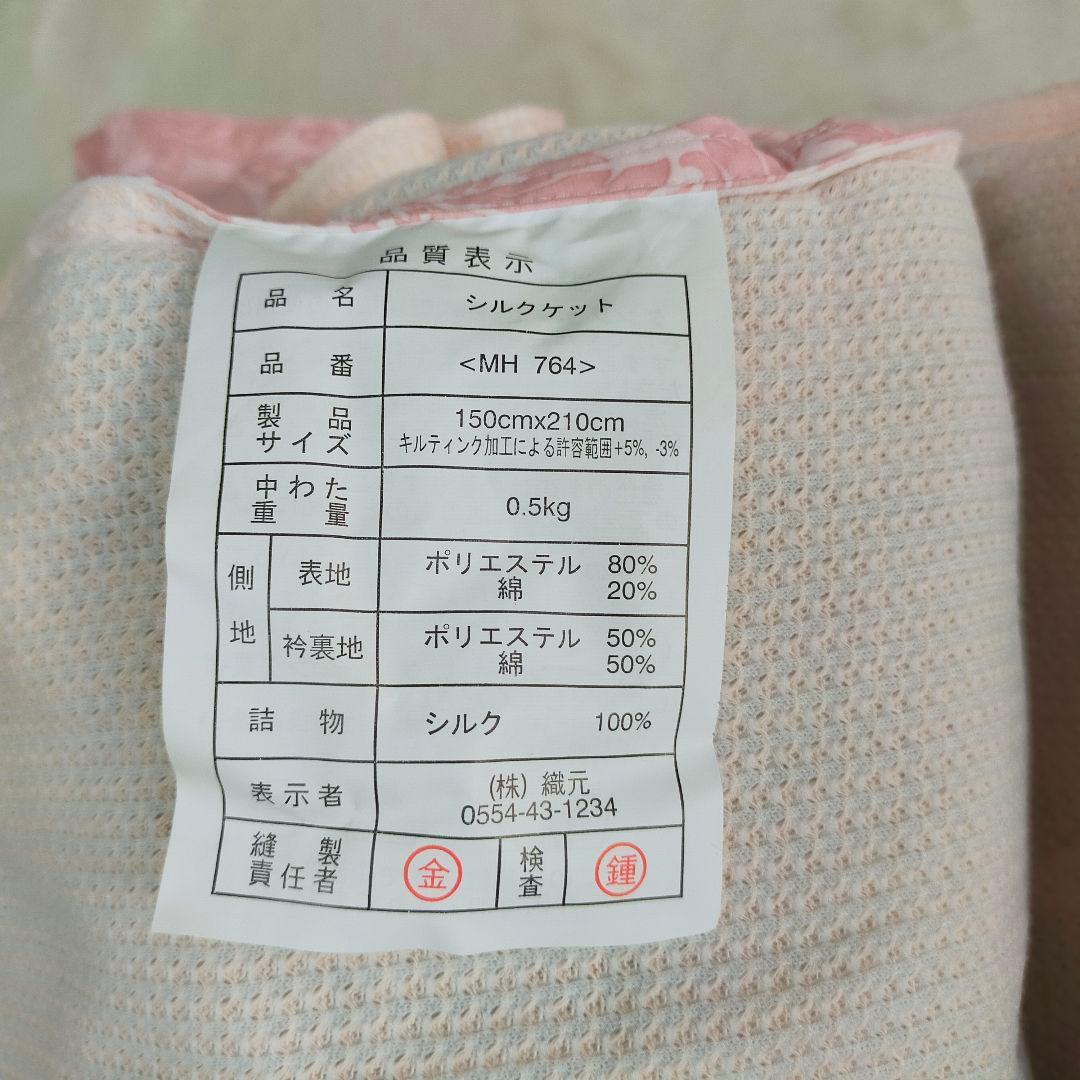 品質表示
品名 シルクケット
品番 <MH 764>
製品サイズ 150cmx210cm
キルティンク加工による許容範囲+5%, -3%
中わた重量 0.5kg
側地 表地 ポリエステル 80%
綿 20%
衿裏地 ポリエステル 50%
綿 50%
詰物 シルク 100%
表示者 (株)織元
0554-43-1234
縫製責任者 金 検査 鍾